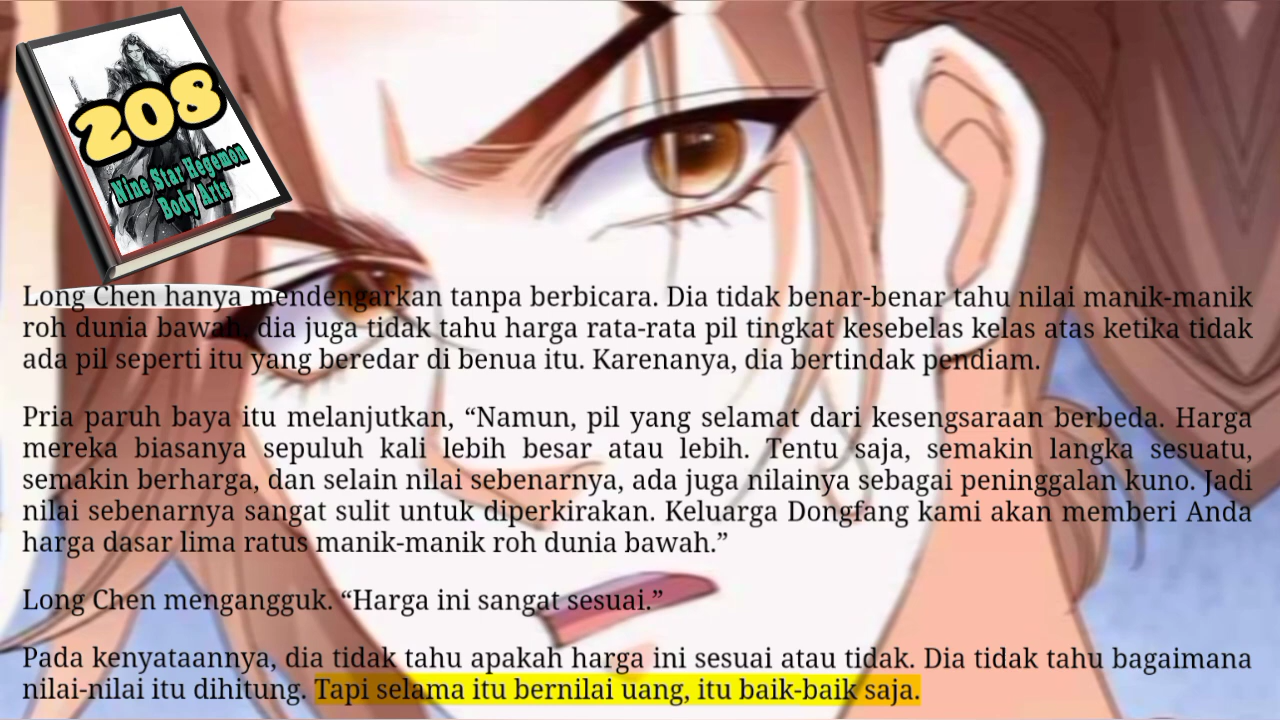 208
Nine Star Hegemon
Body Arts
Long Chen hanya mendengarkan tanpa berbicara. Dia tidak benar-benar tahu nilai manik-manik
roh dunia bawah, dia juga tidak tahu harga rata-rata pil tingkat kesebelas kelas atas ketika tidak
ada pil seperti itu yang beredar di benua itu. Karenanya, dia bertindak pendiam.
Pria paruh baya itu melanjutkan, “Namun, pil yang selamat dari kesengsaraan berbeda. Harga
mereka biasanya sepuluh kali lebih besar atau lebih. Tentu saja, semakin langka sesuatu,
semakin berharga, dan selain nilai sebenarnya, ada juga nilainya sebagai peninggalan kuno. Jadi
nilai sebenarnya sangat sulit untuk diperkirakan. Keluarga Dongfang kami akan memberi Anda
harga dasar lima ratus manik-manik roh dunia bawah.”
Long Chen mengangguk. “Harga ini sangat sesuai.”
Pada kenyataannya, dia tidak tahu apakah harga ini sesuai atau tidak. Dia tidak tahu bagaimana
nilai-nilai itu dihitung. Tapi selama itu bernilai uang, itu baik-baik saja.